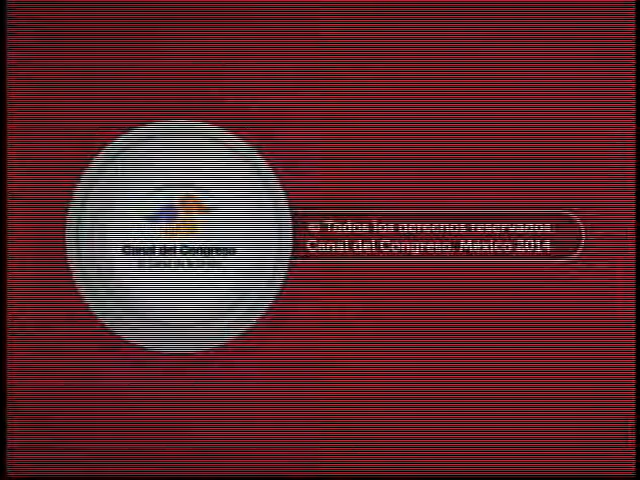 Canal del Congreso
© Todos los derechos reservados.
Canal del Congreso. México 2014